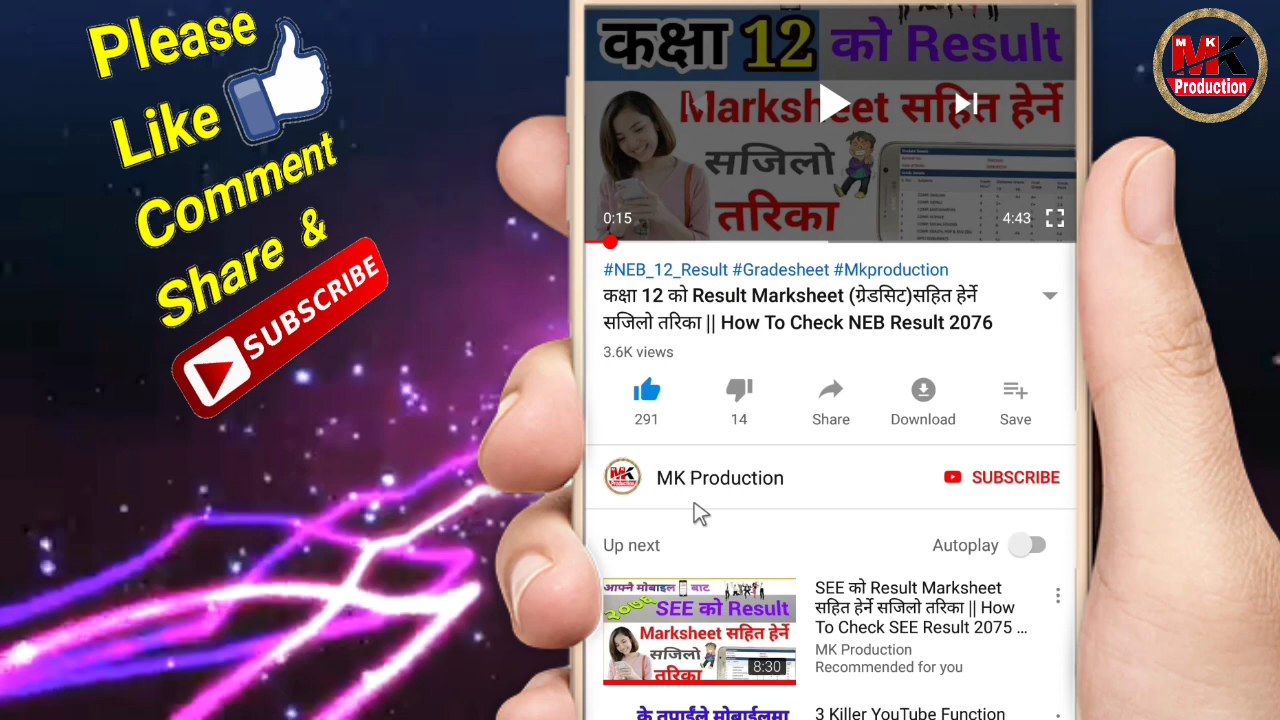 Please
Like
Comment
Share &
SUBSCRIBE
MK
Production
कक्षा 12 को Result
Marksheet सहित हेर्ने
सजिलो
तरिका
0:15
4:43
#NEB_12_Result #Gradesheet #Mkproduction
कक्षा 12 को Result Marksheet (ग्रेडसिट)सहित हेर्ने
सजिलो तरिका || How To Check NEB Result 2076
3.6K views
291
14
Share
Download
Save
MK Production
SUBSCRIBE
Up next
Autoplay
आफ्नै मोबाइल बाट
२०७५ SEE को Result
Marksheet सहित हेर्ने
सजिलो
तरिका
8:30
SEE को Result Marksheet
सहित हेर्ने सजिलो तरिका || How
To Check SEE Result 2075 ...
MK Production
Recommended for you
के तपाईंले मोबाईलमा
3 Killer YouTube Function